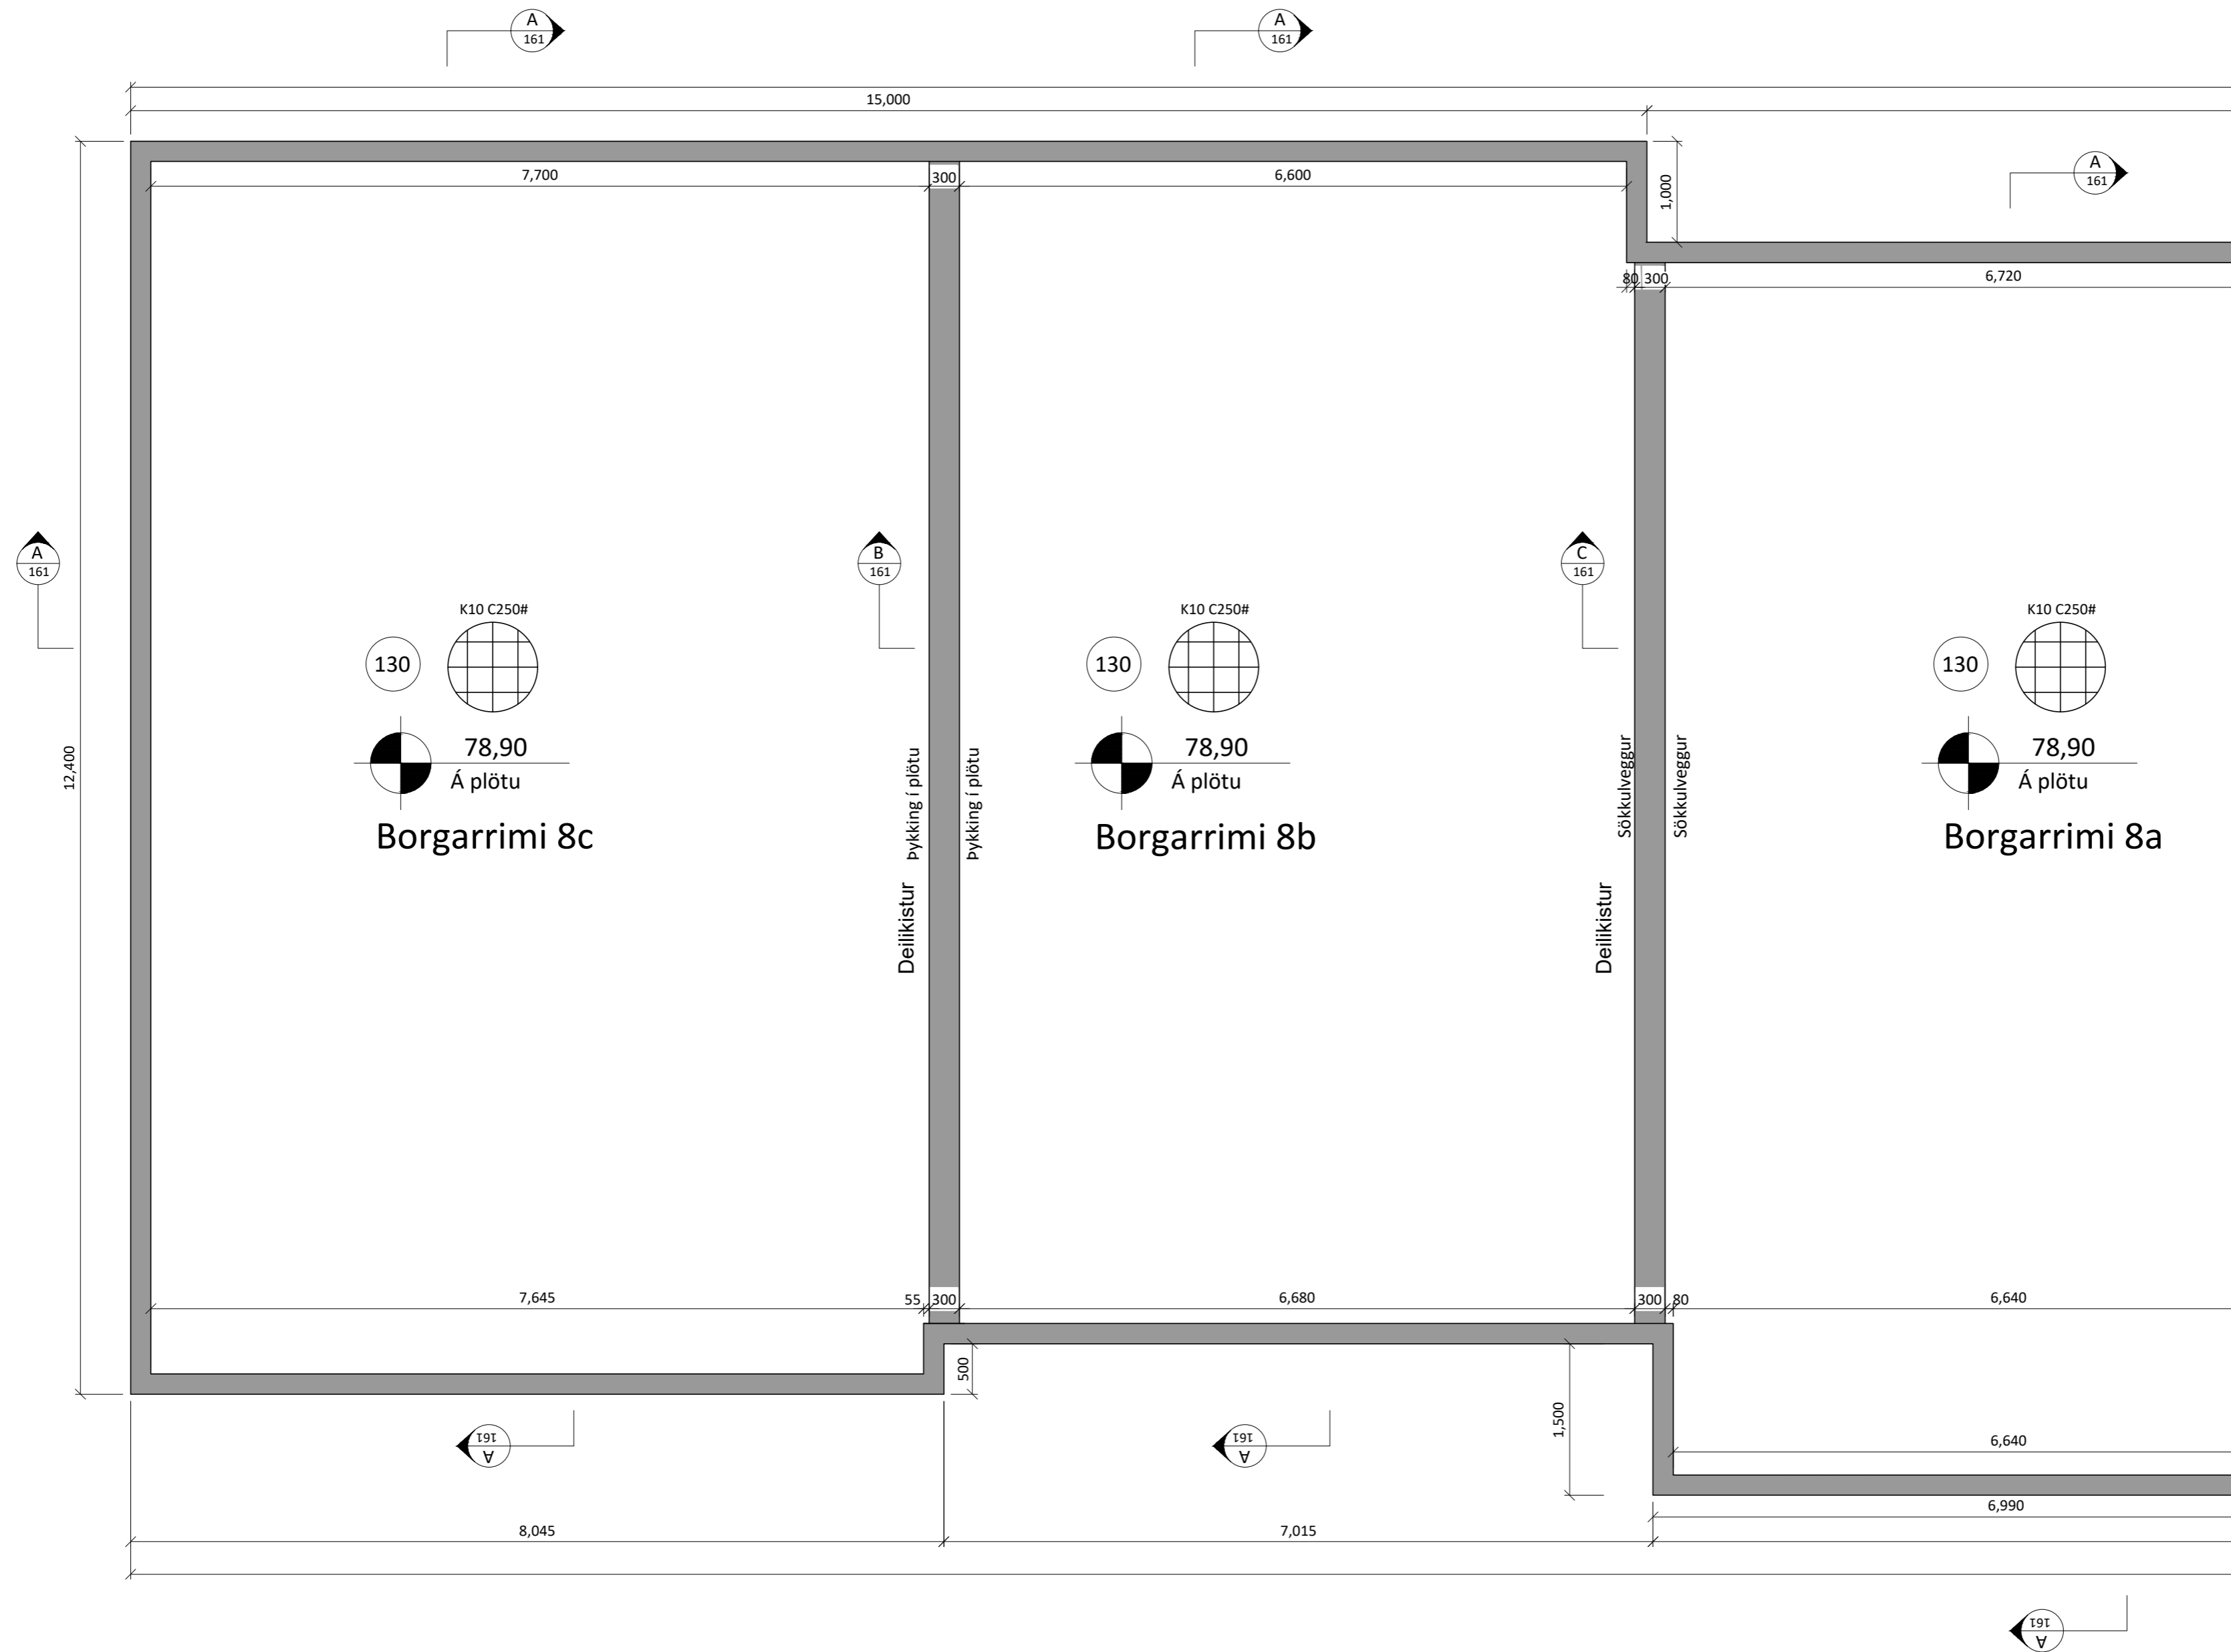 A
161
A
161
15,000
A
161
7,700
300
6,600
1,000
80
300
6,720
A
161
B
161
C
161
K10 C250#
K10 C250#
K10 C250#
130
130
130
12,400
78,90
Á plötu
78,90
Á plötu
78,90
Á plötu
Þykking í plötu
Þykking í plötu
Sökkulveggur
Sökkulveggur
Borgarrimi 8c
Borgarrimi 8b
Borgarrimi 8a
Deilikistur
Deilikistur
7,645
55
300
6,680
300
80
6,640
500
1,500
161
A
161
A
6,640
6,990
8,045
7,015
161
A